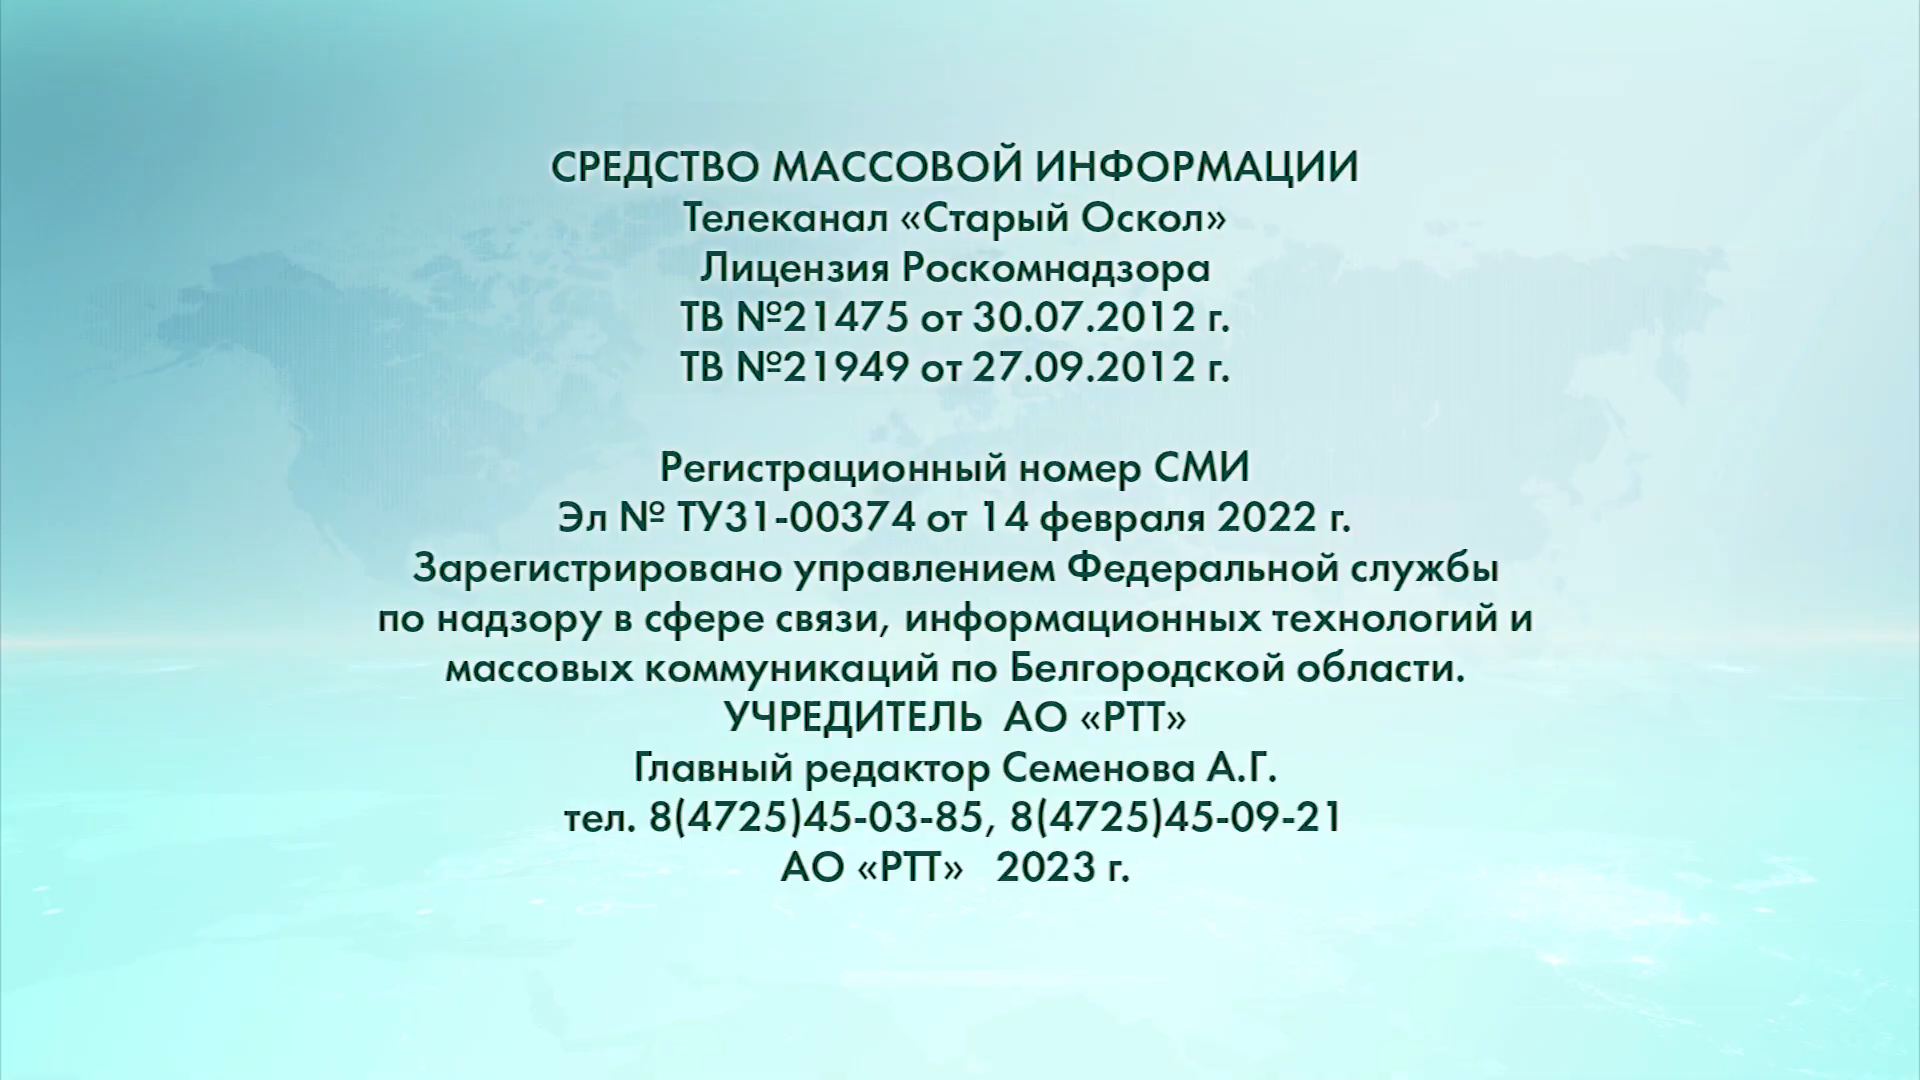 СРЕДСТВО МАССОВОЙ ИНФОРМАЦИИ
Телеканал «Старый Оскол»
Лицензия Роскомнадзора
ТВ №21475 от 30.07.2012 г.
ТВ №21949 от 27.09.2012 г.
Регистрационный номер СМИ
Эл № ТУ31-00374 от 14 февраля 2022 г.
Зарегистрировано управлением Федеральной службы
по надзору в сфере связи, информационных технологий и
массовых коммуникаций по Белгородской области.
УЧРЕДИТЕЛЬ АО «РТТ»
Главный редактор Семенова А.Г.
тел. 8(4725)45-03-85, 8(4725)45-09-21
АО «РТТ» 2023 г.